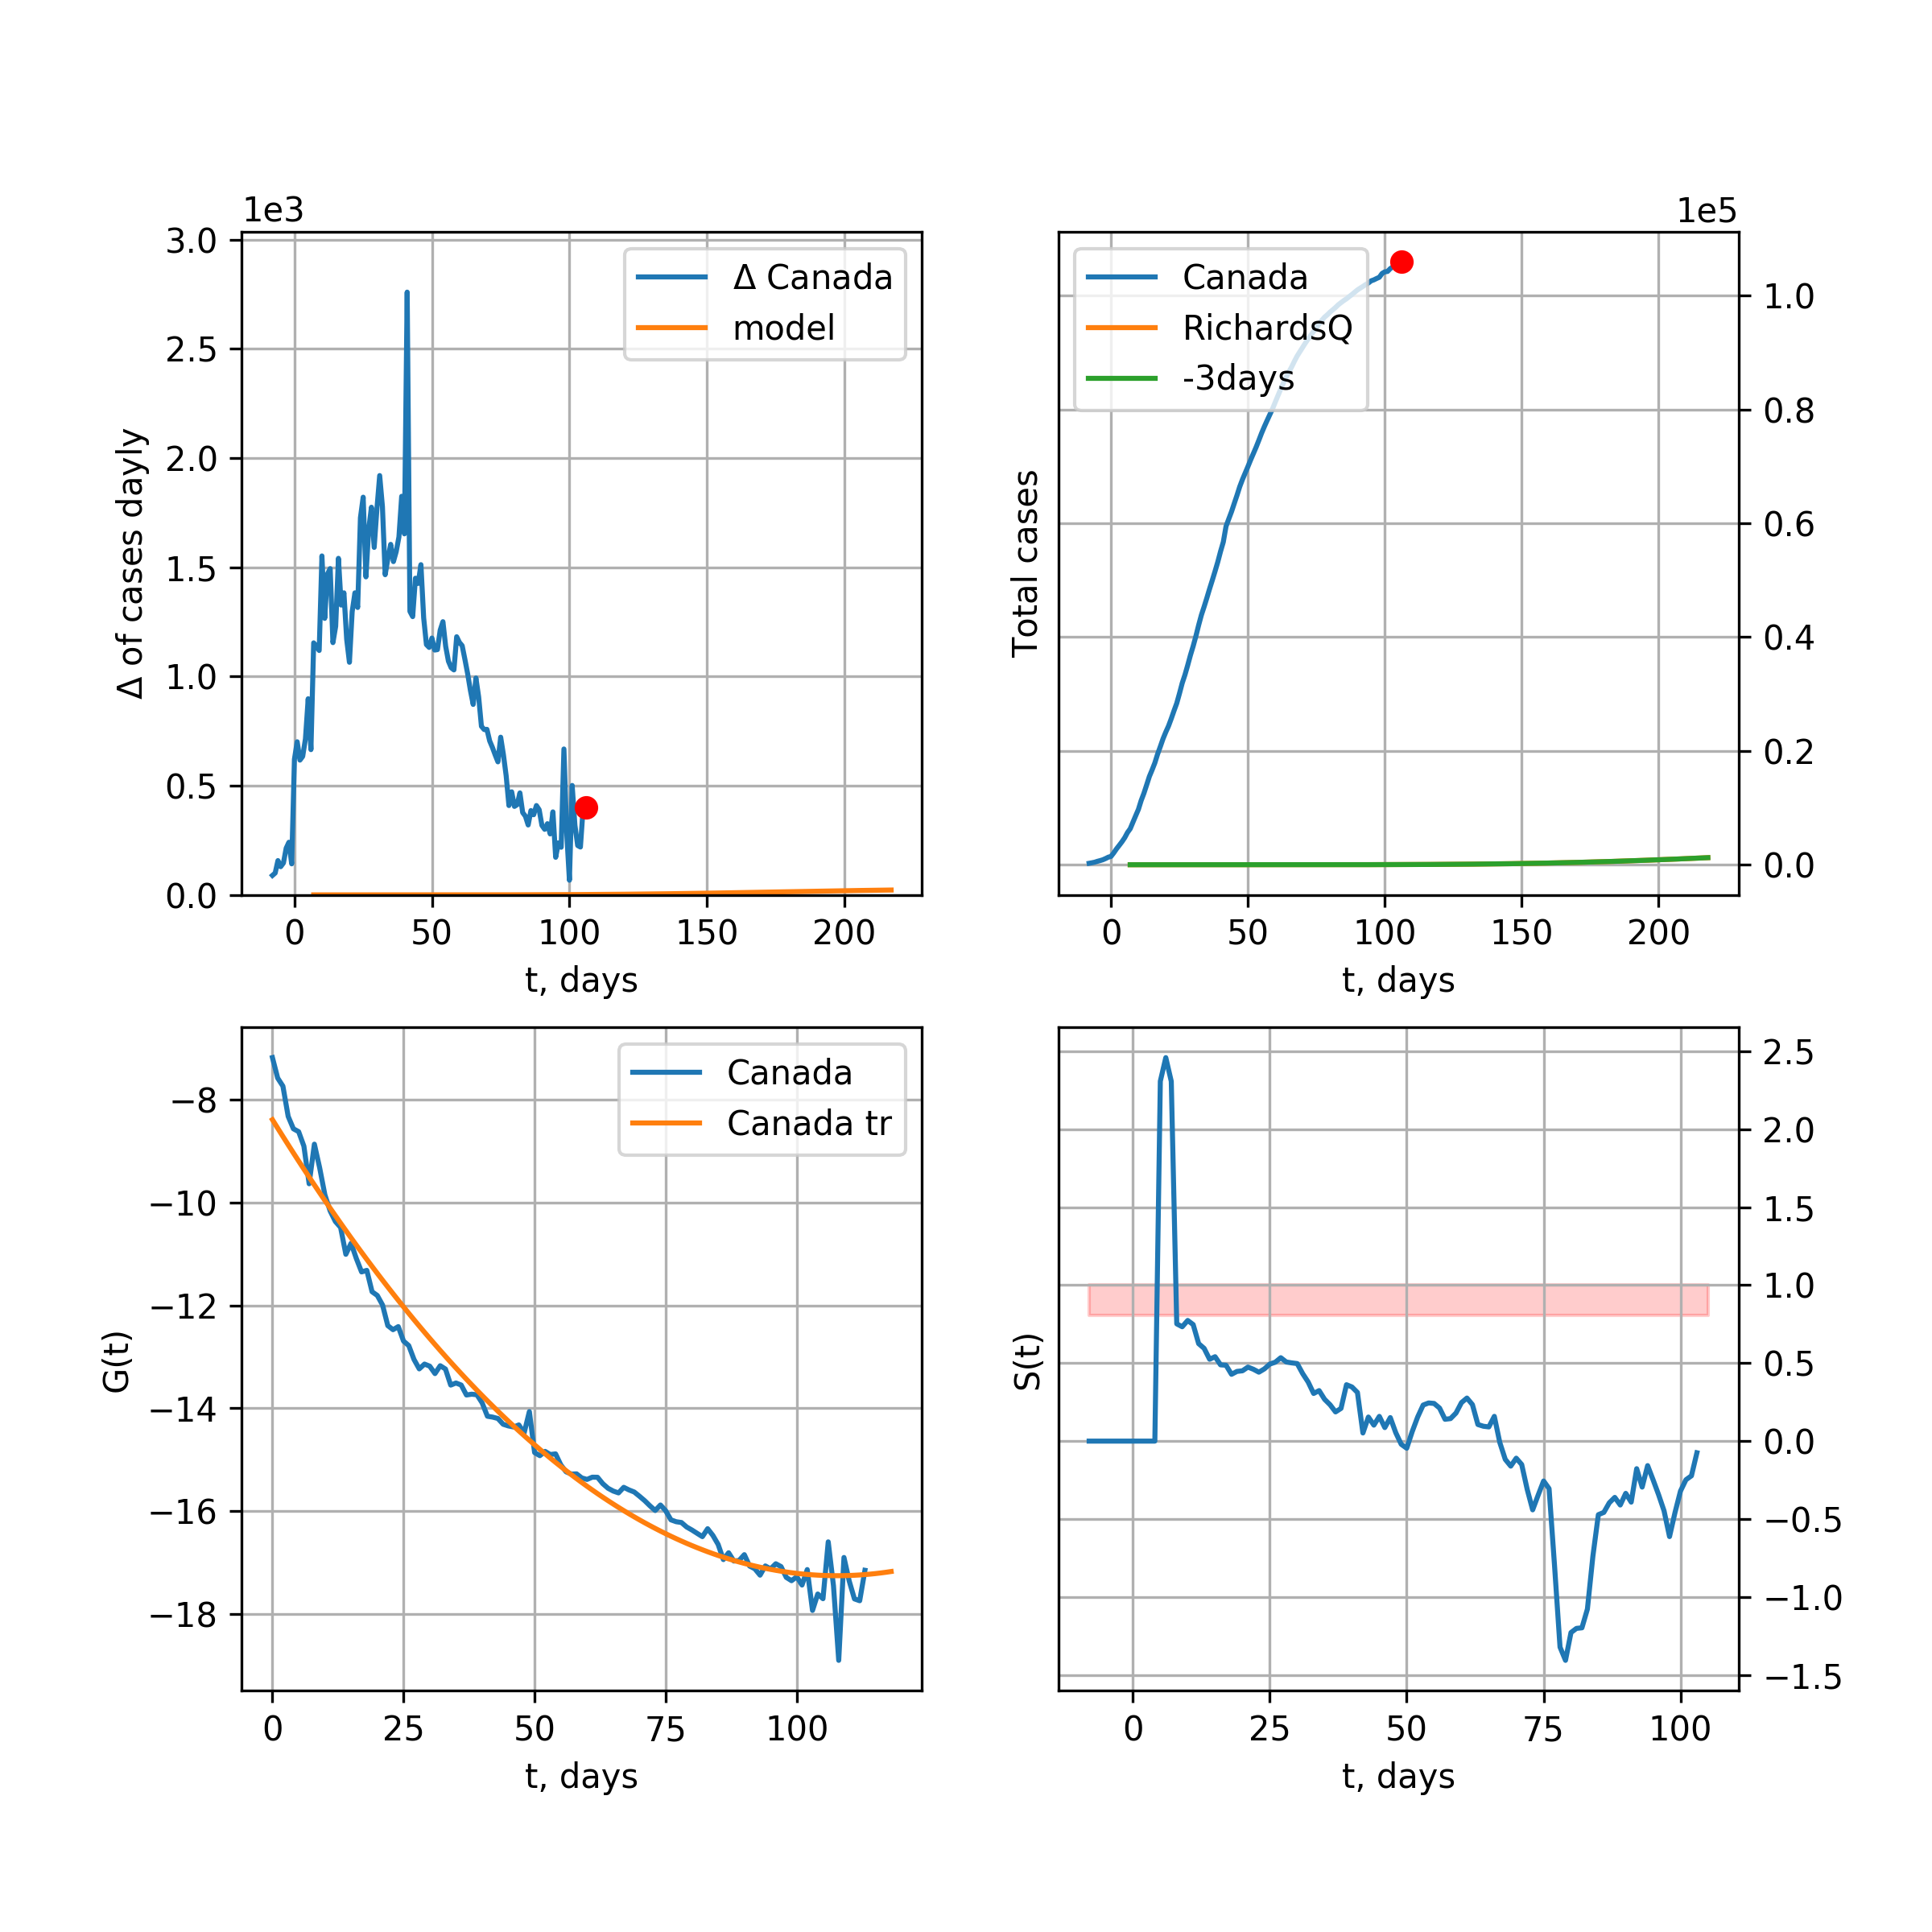 1e3
3.0
2.5
2.0
1.5
1.0
0.5
0.0
Δ of cases dayly
Δ Canada
model
0 50 100 150 200
t, days
1e5
Canada
RichardsQ
-3days
Total cases
1.0
0.8
0.6
0.4
0.2
0.0
0 50 100 150 200
t, days
Canada
Canada tr
G(t)
−8
−10
−12
−14
−16
−18
0 25 50 75 100
t, days
S(t)
2.5
2.0
1.5
1.0
0.5
0.0
−0.5
−1.0
−1.5
0 25 50 75 100
t, days